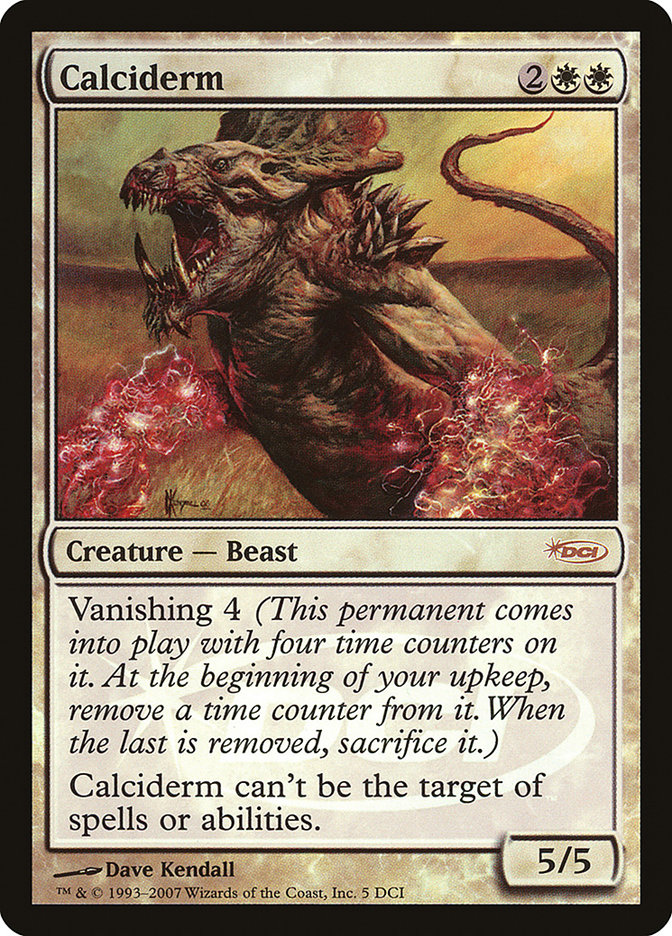 Calciderm 2
Creature — Beast DCI
Vanishing 4 (This permanent comes
into play with four time counters on
it. At the beginning of your upkeep,
remove a time counter from it. When
the last is removed, sacrifice it.)
Calciderm can't be the target of
spells or abilities.
5/5
Dave Kendall
™ & © 1993–2007 Wizards of the Coast, Inc. 5 DCI